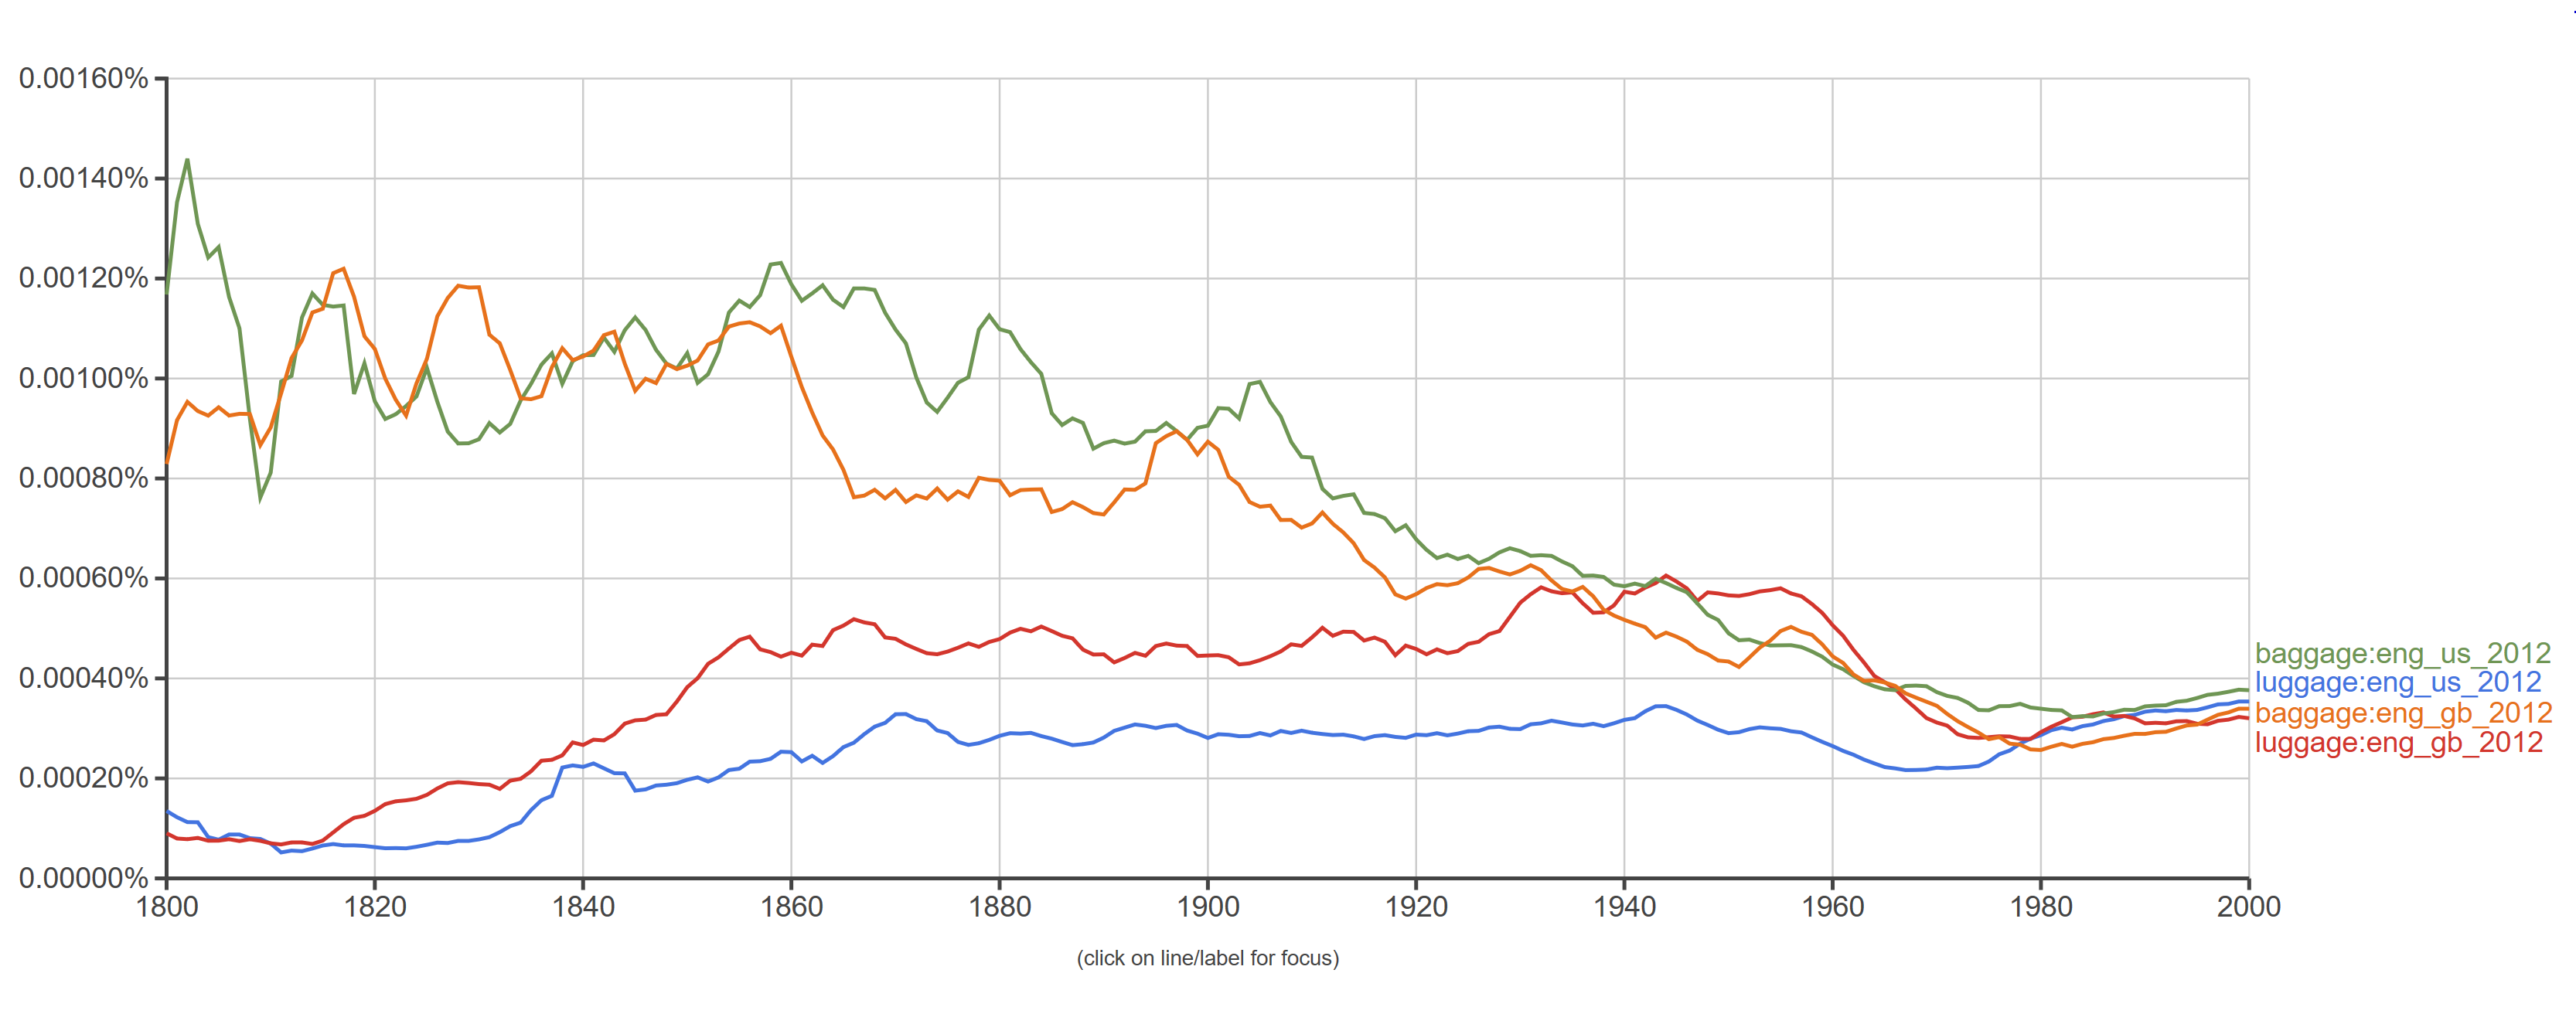 0.00160%
0.00140%
0.00120%
0.00100%
0.00080%
0.00060%
0.00040%
0.00020%
0.00000%
1800 1820 1840 1860 1880 1900 1920 1940 1960 1980 2000
(click on line/label for focus)
baggage:eng_us_2012
luggage:eng_us_2012
baggage:eng_gb_2012
luggage:eng_gb_2012